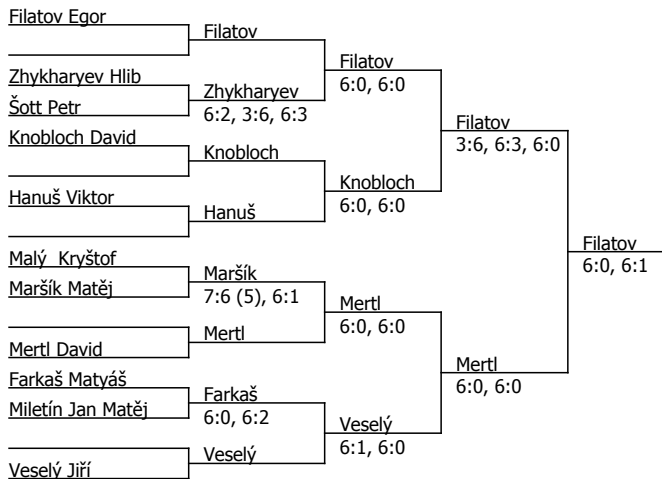 Filatov Egor
Filatov
Filatov
6:0, 6:0
Zhykharyev Hlib
Zhykharyev
6:2, 3:6, 6:3
Šott Petr
Filatov
3:6, 6:3, 6:0
Knobloch David
Knobloch
Knobloch
6:0, 6:0
Hanuš Viktor
Hanuš
Filatov
6:0, 6:1
Malý  Kryštof
Maršík
7:6 (5), 6:1
Maršík Matěj
Mertl
6:0, 6:0
Mertl
Mertl David
Mertl
6:0, 6:0
Farkaš Matyáš
Farkaš
6:0, 6:2
Miletín Jan Matěj
Veselý
6:1, 6:0
Veselý
Veselý Jiří